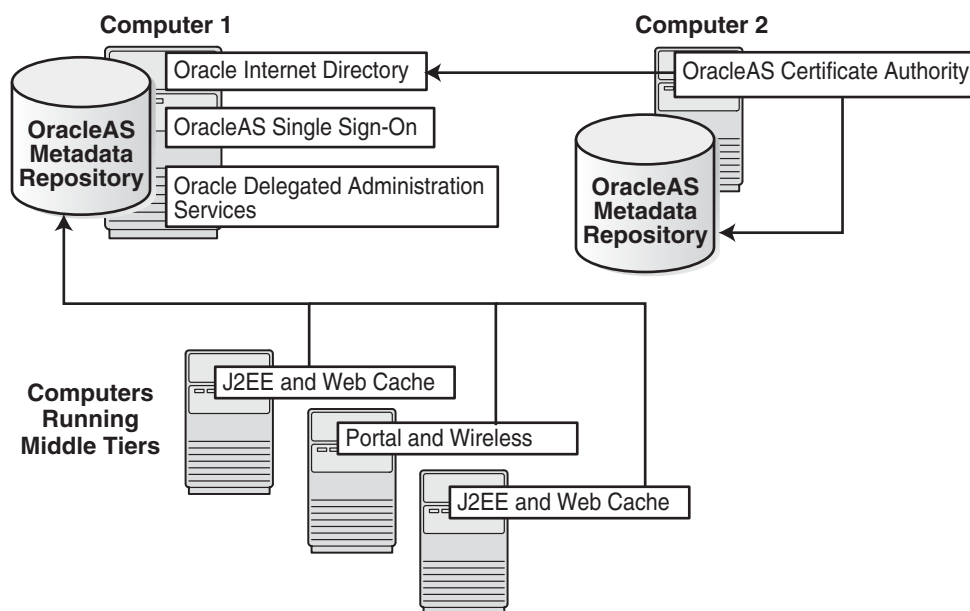 Computer 1
Computer 2
Oracle Internet Directory
OracleAS Certificate Authority
OracleAS
Metadata
Repository
OracleAS Single Sign-On
Oracle Delegated Administration
Services
OracleAS
Metadata
Repository
Computers
Running
Middle Tiers
J2EE and Web Cache
Portal and Wireless
J2EE and Web Cache